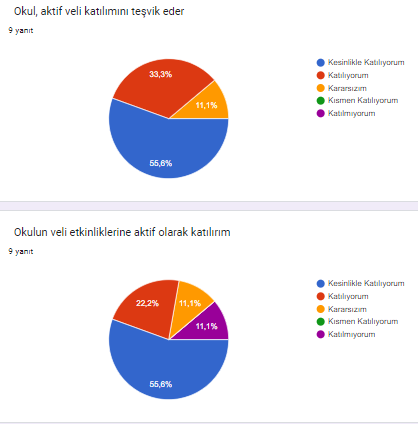 Okul, aktif veli katılımını teşvik eder
9 yanıt
Kesinlikle Katılıyorum
Katılıyorum
Kararsızım
Kısmen Katılıyorum
Katılmıyorum
33,3%
11,1%
55,6%
Okulun veli etkinliklerine aktif olarak katılırım
9 yanıt
Kesinlikle Katılıyorum
Katılıyorum
Kararsızım
Kısmen Katılıyorum
Katılmıyorum
22,2%
11,1%
11,1%
55,6%